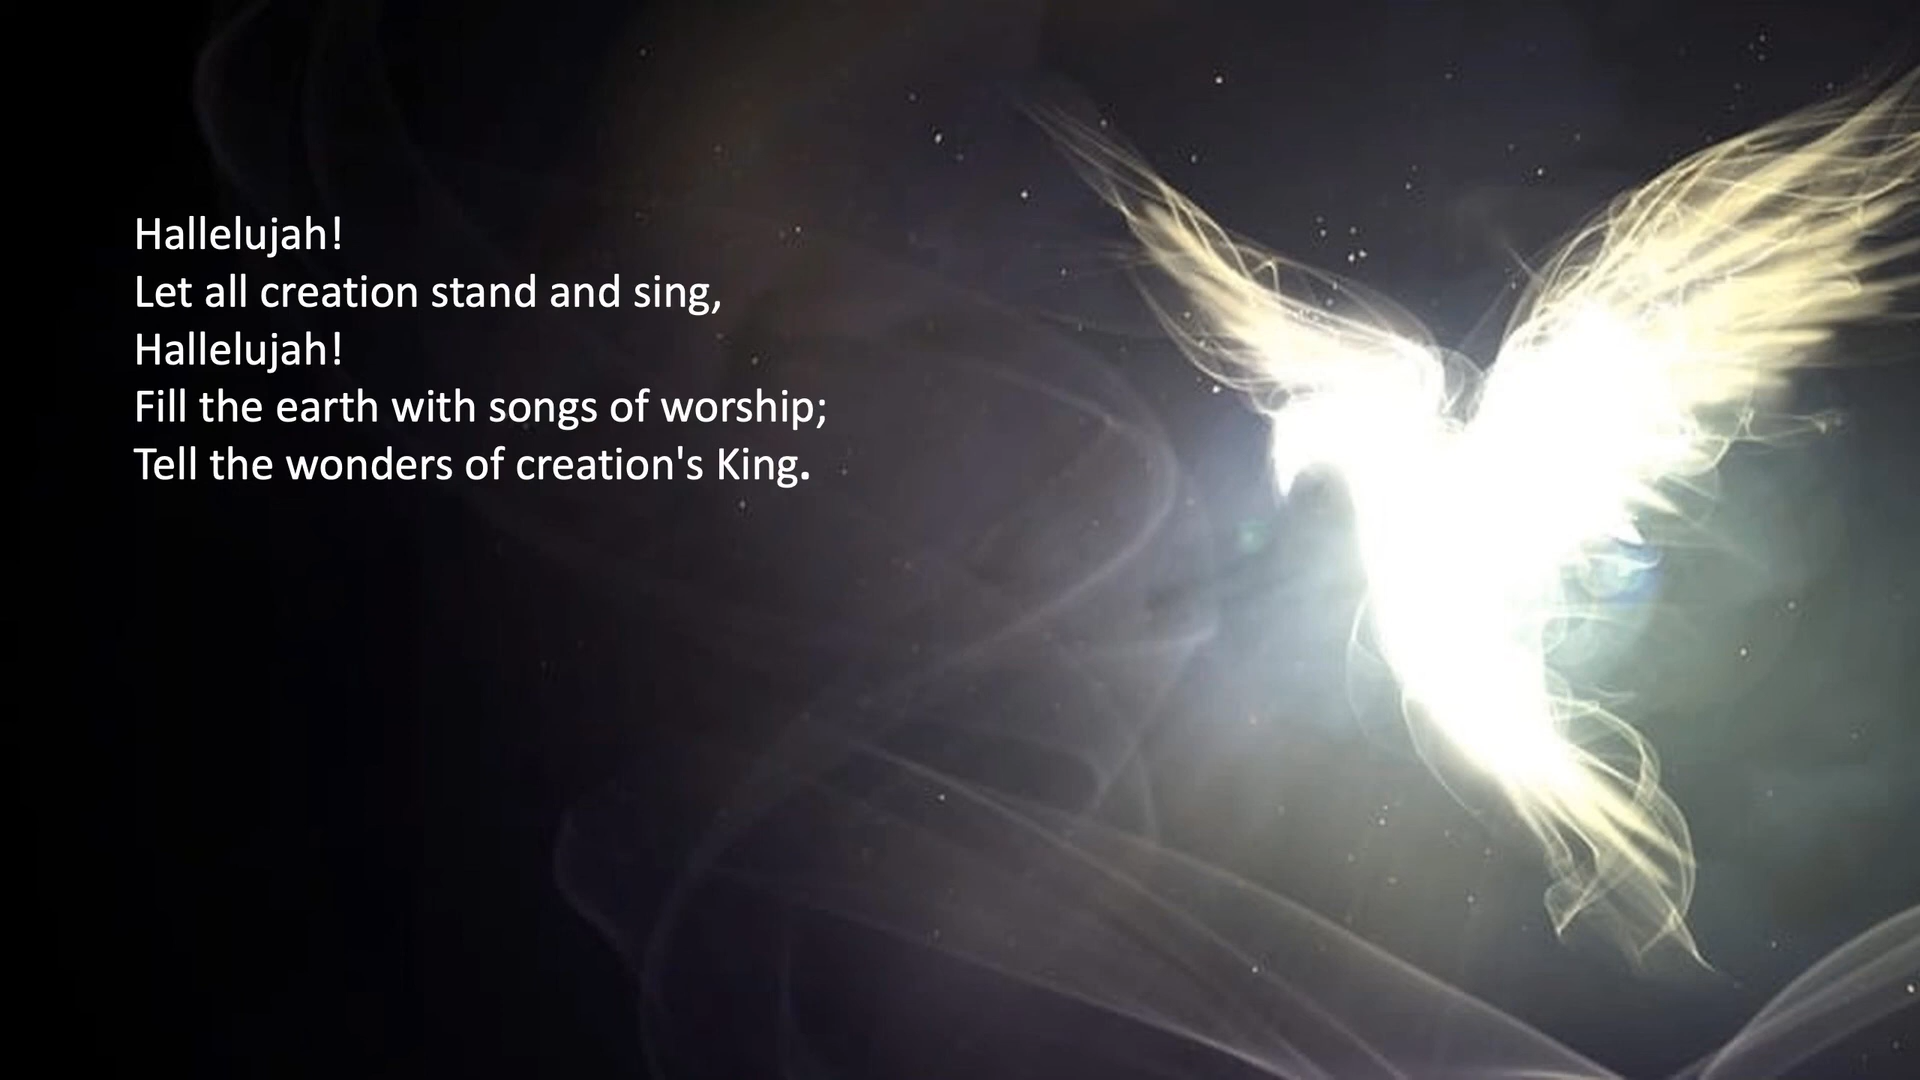 Hallelujah!
Let all creation stand and sing,
Hallelujah!
Fill the earth with songs of worship;
Tell the wonders of creation's King.